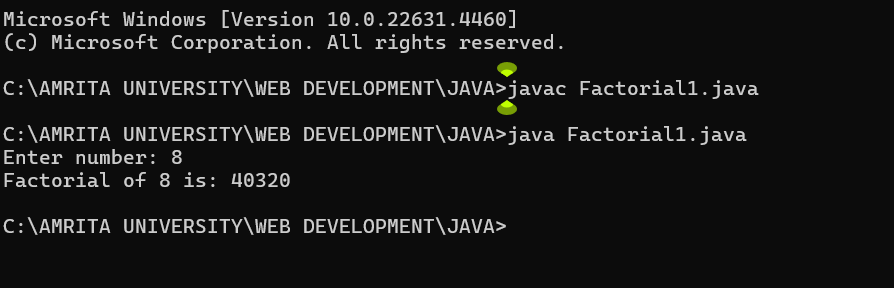 Microsoft Windows [Version 10.0.22631.4460]
(c) Microsoft Corporation. All rights reserved.
C:\AMRITA UNIVERSITY\WEB DEVELOPMENT\JAVA>javac Factorial1.java
C:\AMRITA UNIVERSITY\WEB DEVELOPMENT\JAVA>java Factorial1.java
Enter number: 8
Factorial of 8 is: 40320
C:\AMRITA UNIVERSITY\WEB DEVELOPMENT\JAVA>